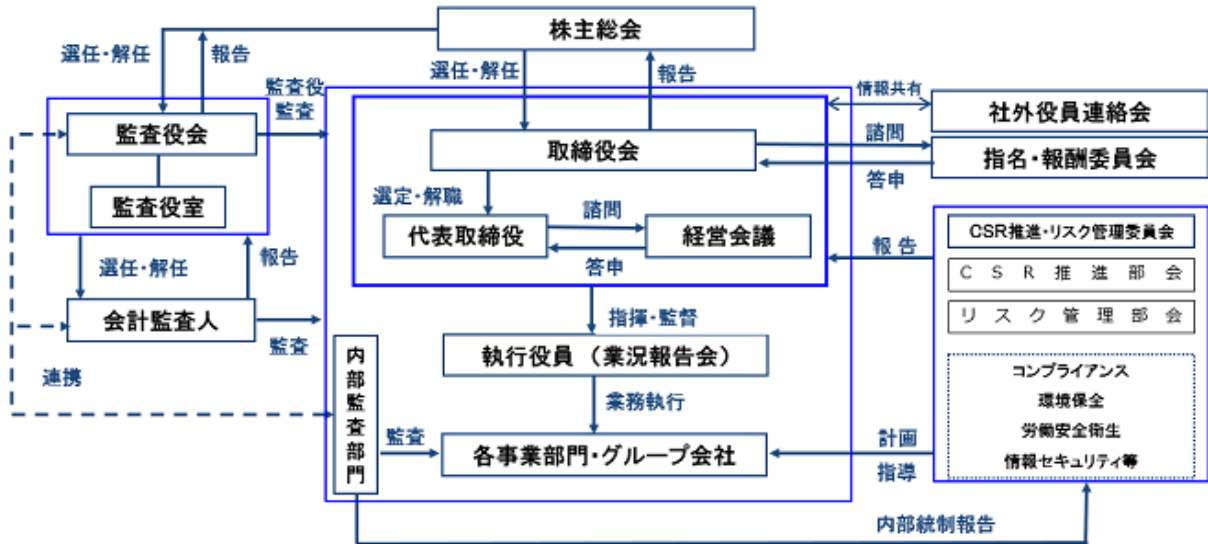 株主総会
選任・解任
報告
選任・解任
報告
監査役
監査
情報共有
社外役員連絡会
監査役会
取締役会
諮問
指名・報酬委員会
答申
監査役室
選定・解職
代表取締役
諮問
経営会議
答申
報告
CSR推進・リスク管理委員会
CSR推進部会
リスク管理部会
選任・解任
報告
会計監査人
監査
指揮・監督
執行役員（業況報告会）
コンプライアンス
環境保全
労働安全衛生
情報セキュリティ等
連携
内部監査部門
業務執行
監査
各事業部門・グループ会社
計画
指導
内部統制報告